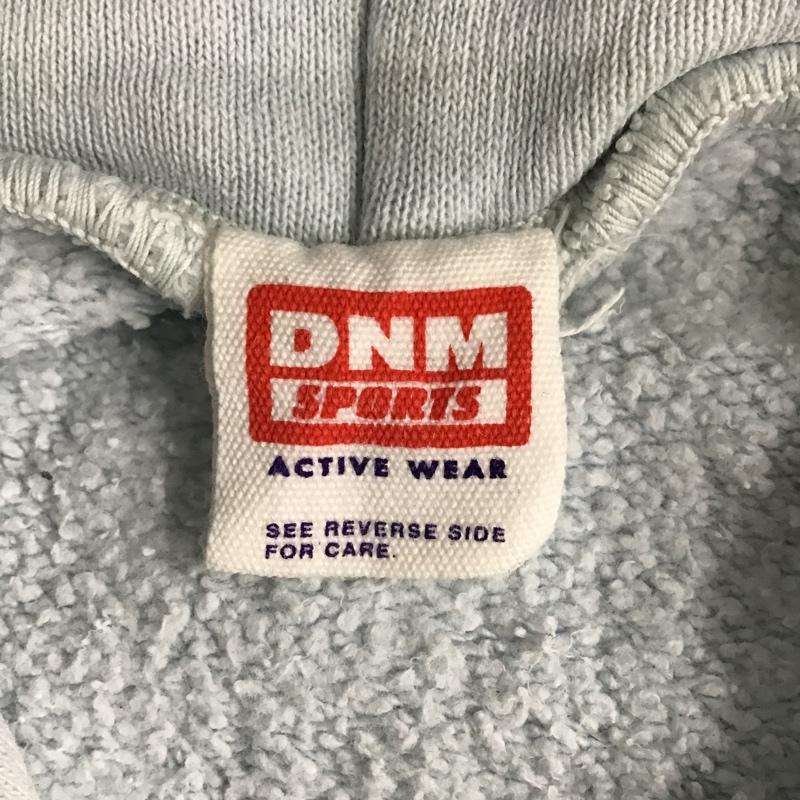 DNM
SPORTS
ACTIVE WEAR
SEE REVERSE SIDE
FOR CARE.